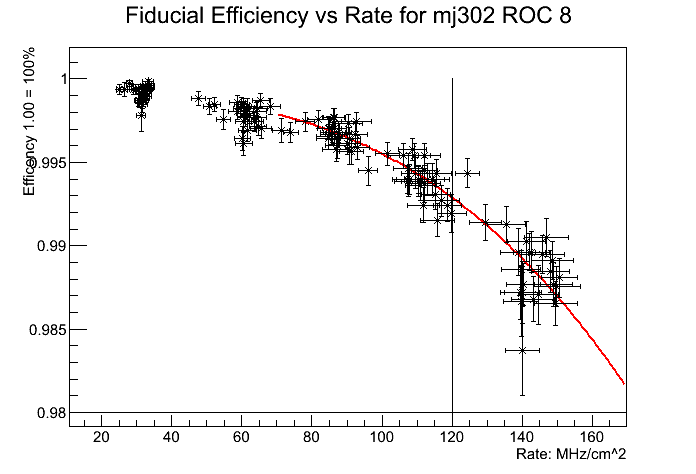 Fiducial Efficiency vs Rate for mj302 ROC 8
Efficency 1.00 = 100%
1
0.995
0.99
0.985
0.98
20 40 60 80 100 120 140 160
Rate: MHz/cm^2